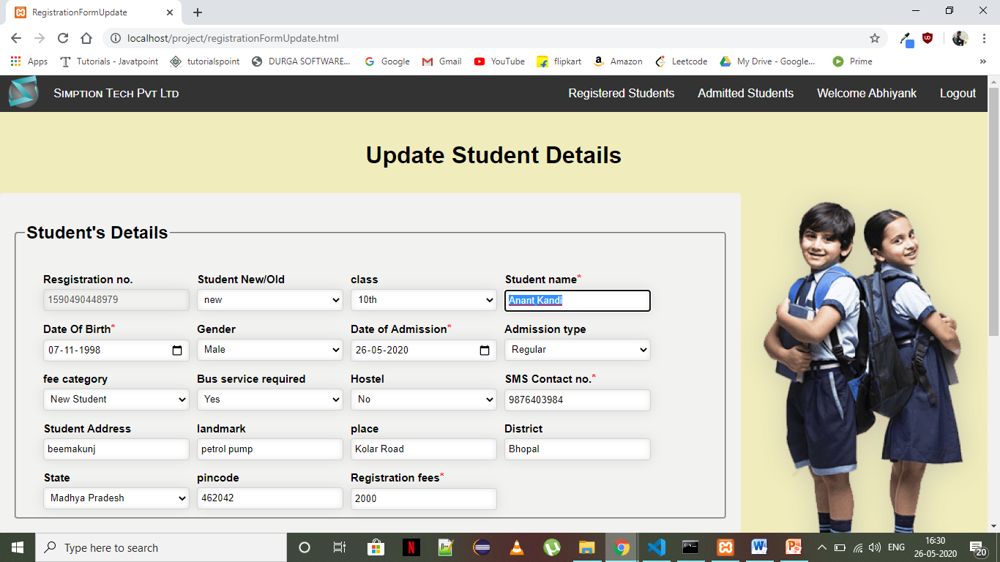 RegistrationFormUpdate
localhost/project/registrationFormUpdate.html
Apps Tutorials - Javatpoint tutorialspoint DURGA SOFTWARE... Google Gmail YouTube flipkart Amazon Leetcode My Drive - Google... Prime »
Simption Tech Pvt Ltd Registered Students Admitted Students Welcome Abhiyank Logout
Update Student Details
Student's Details
Resgistration no. Student New/Old class Student name*
1590490448979 new 10th Anant Kandi
Date Of Birth* Gender Date of Admission* Admission type
07-11-1998 Male 26-05-2020 Regular
fee category Bus service required Hostel SMS Contact no.*
New Student Yes No 9876403984
Student Address landmark place District
beemakunj petrol pump Kolar Road Bhopal
State pincode Registration fees*
Madhya Pradesh 462042 2000
Type here to search ENG 16:30
26-05-2020 20